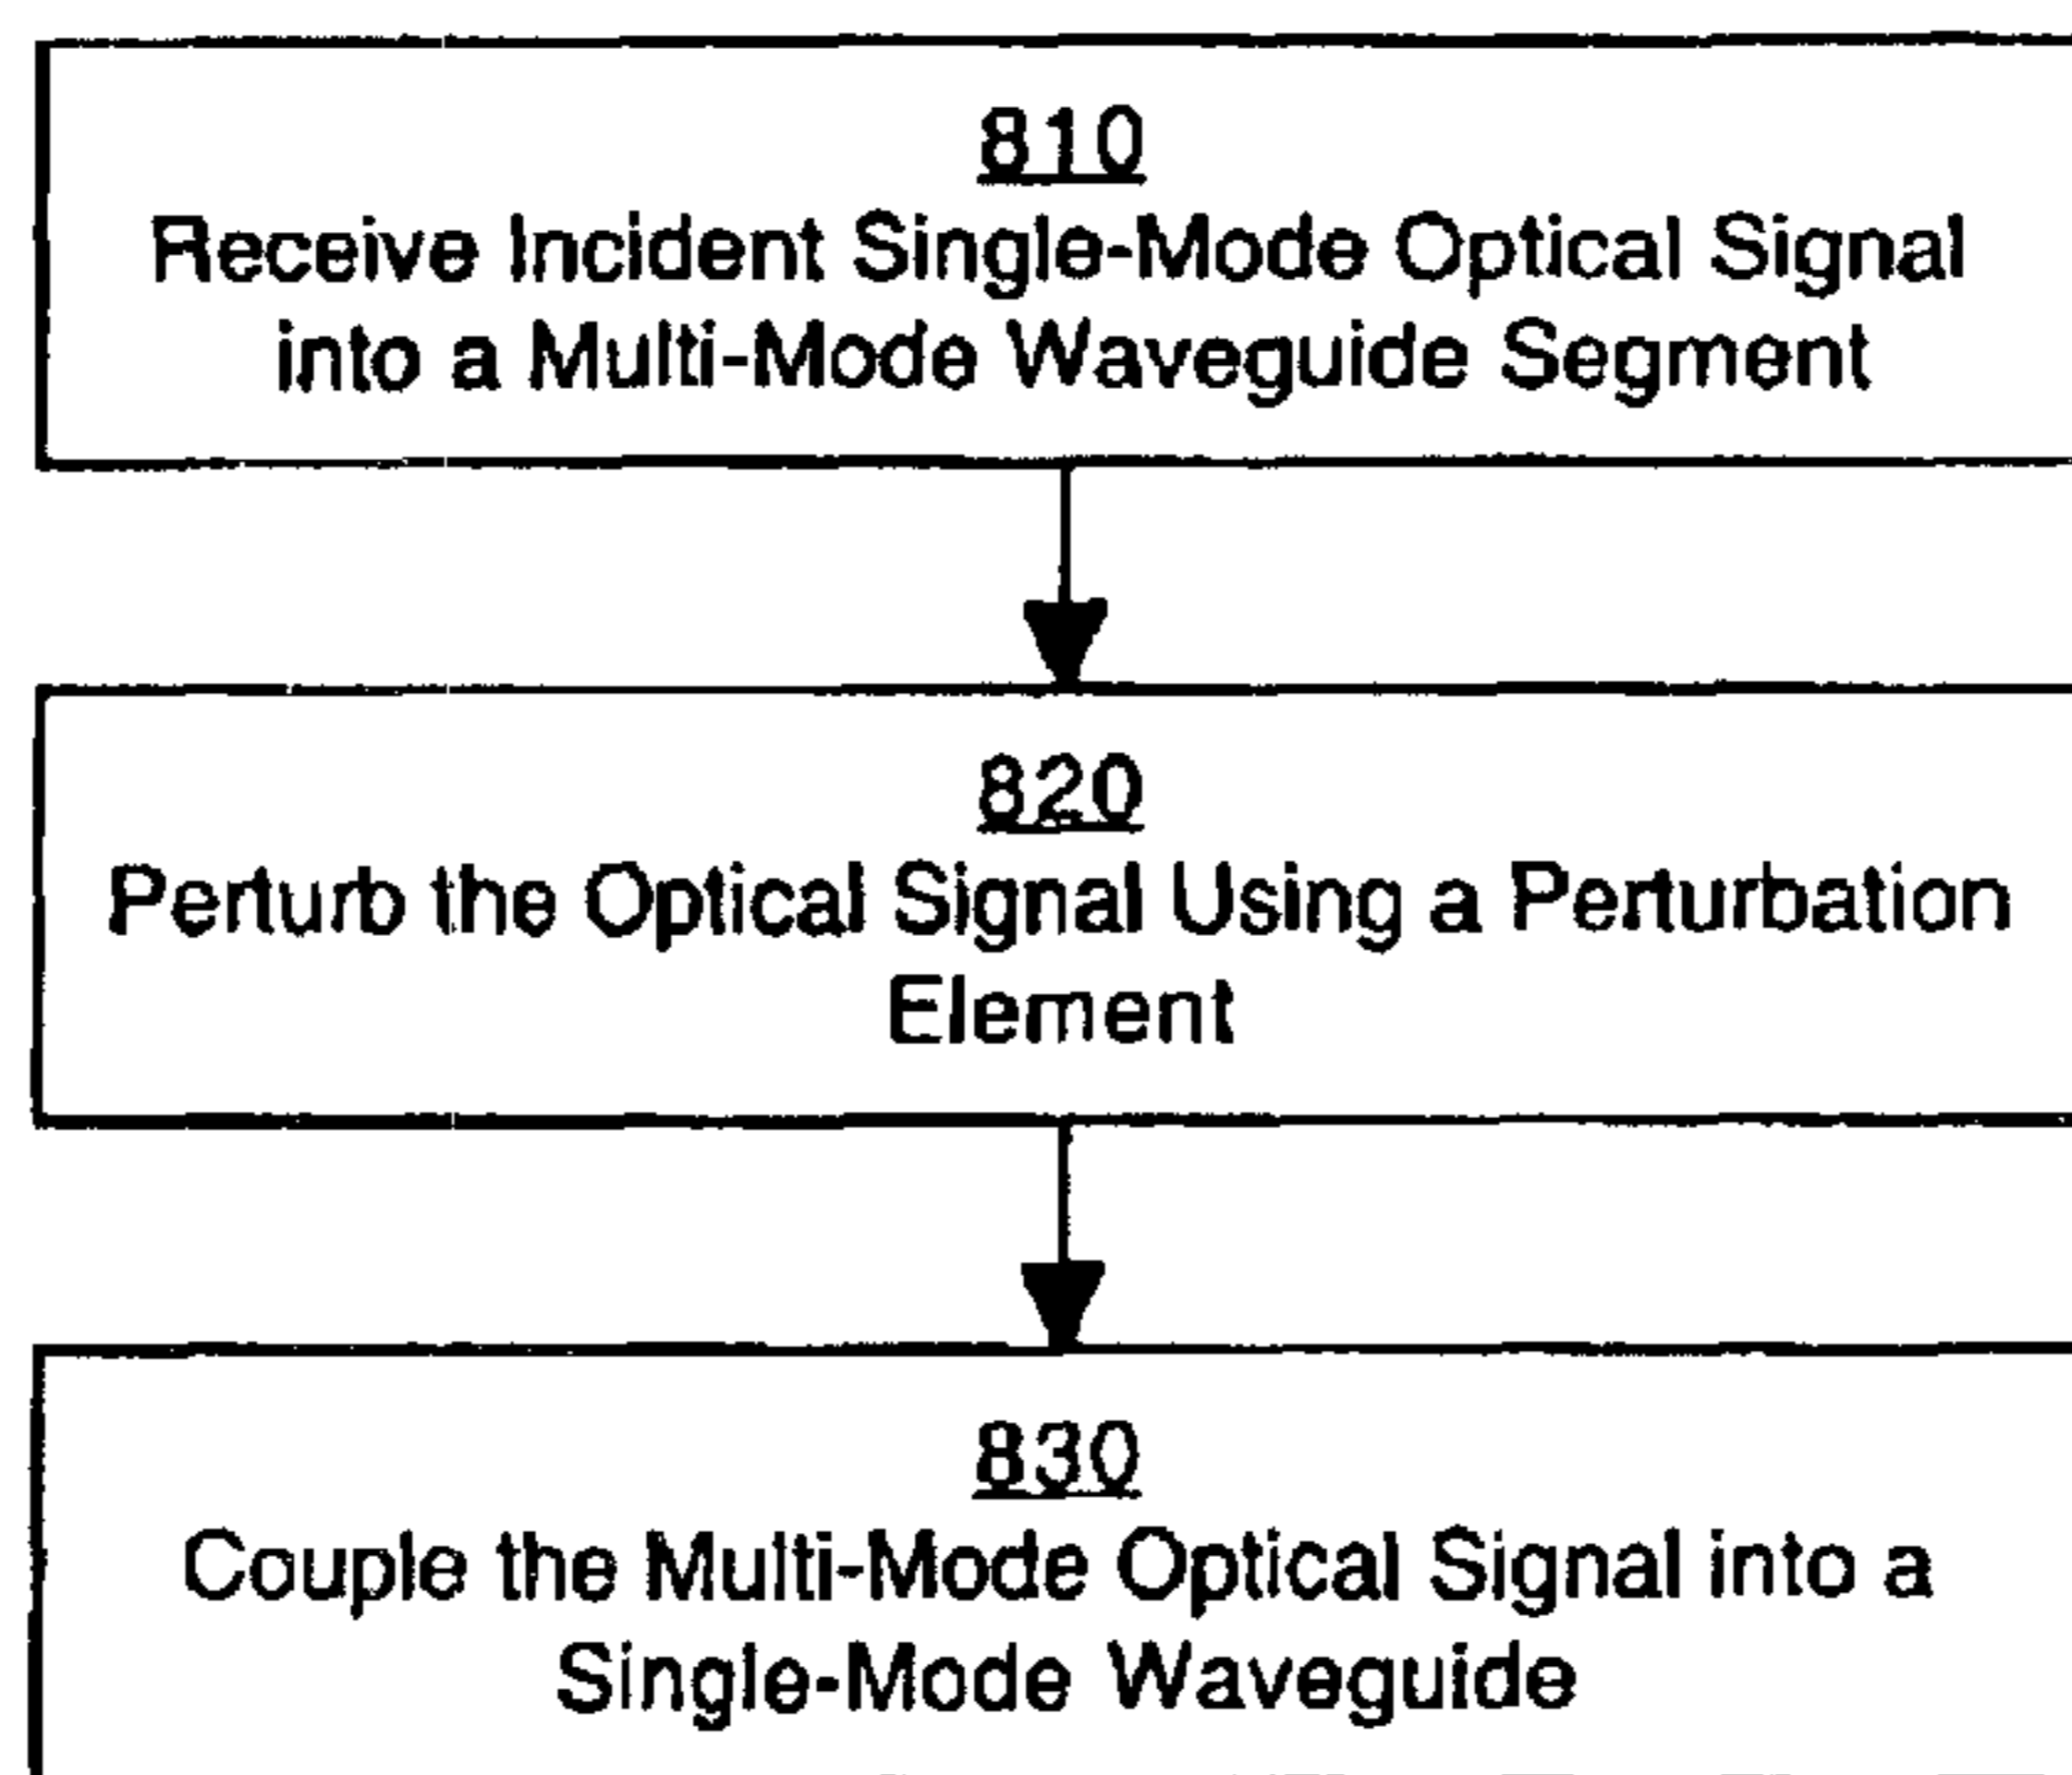 810
Receive Incident Single-Mode Optical Signal
into a Multi-Mode Waveguide Segment
820
Perturb the Optical Signal Using a Perturbation
Element
830
Couple the Multi-Mode Optical Signal into a
Single-Mode Waveguide